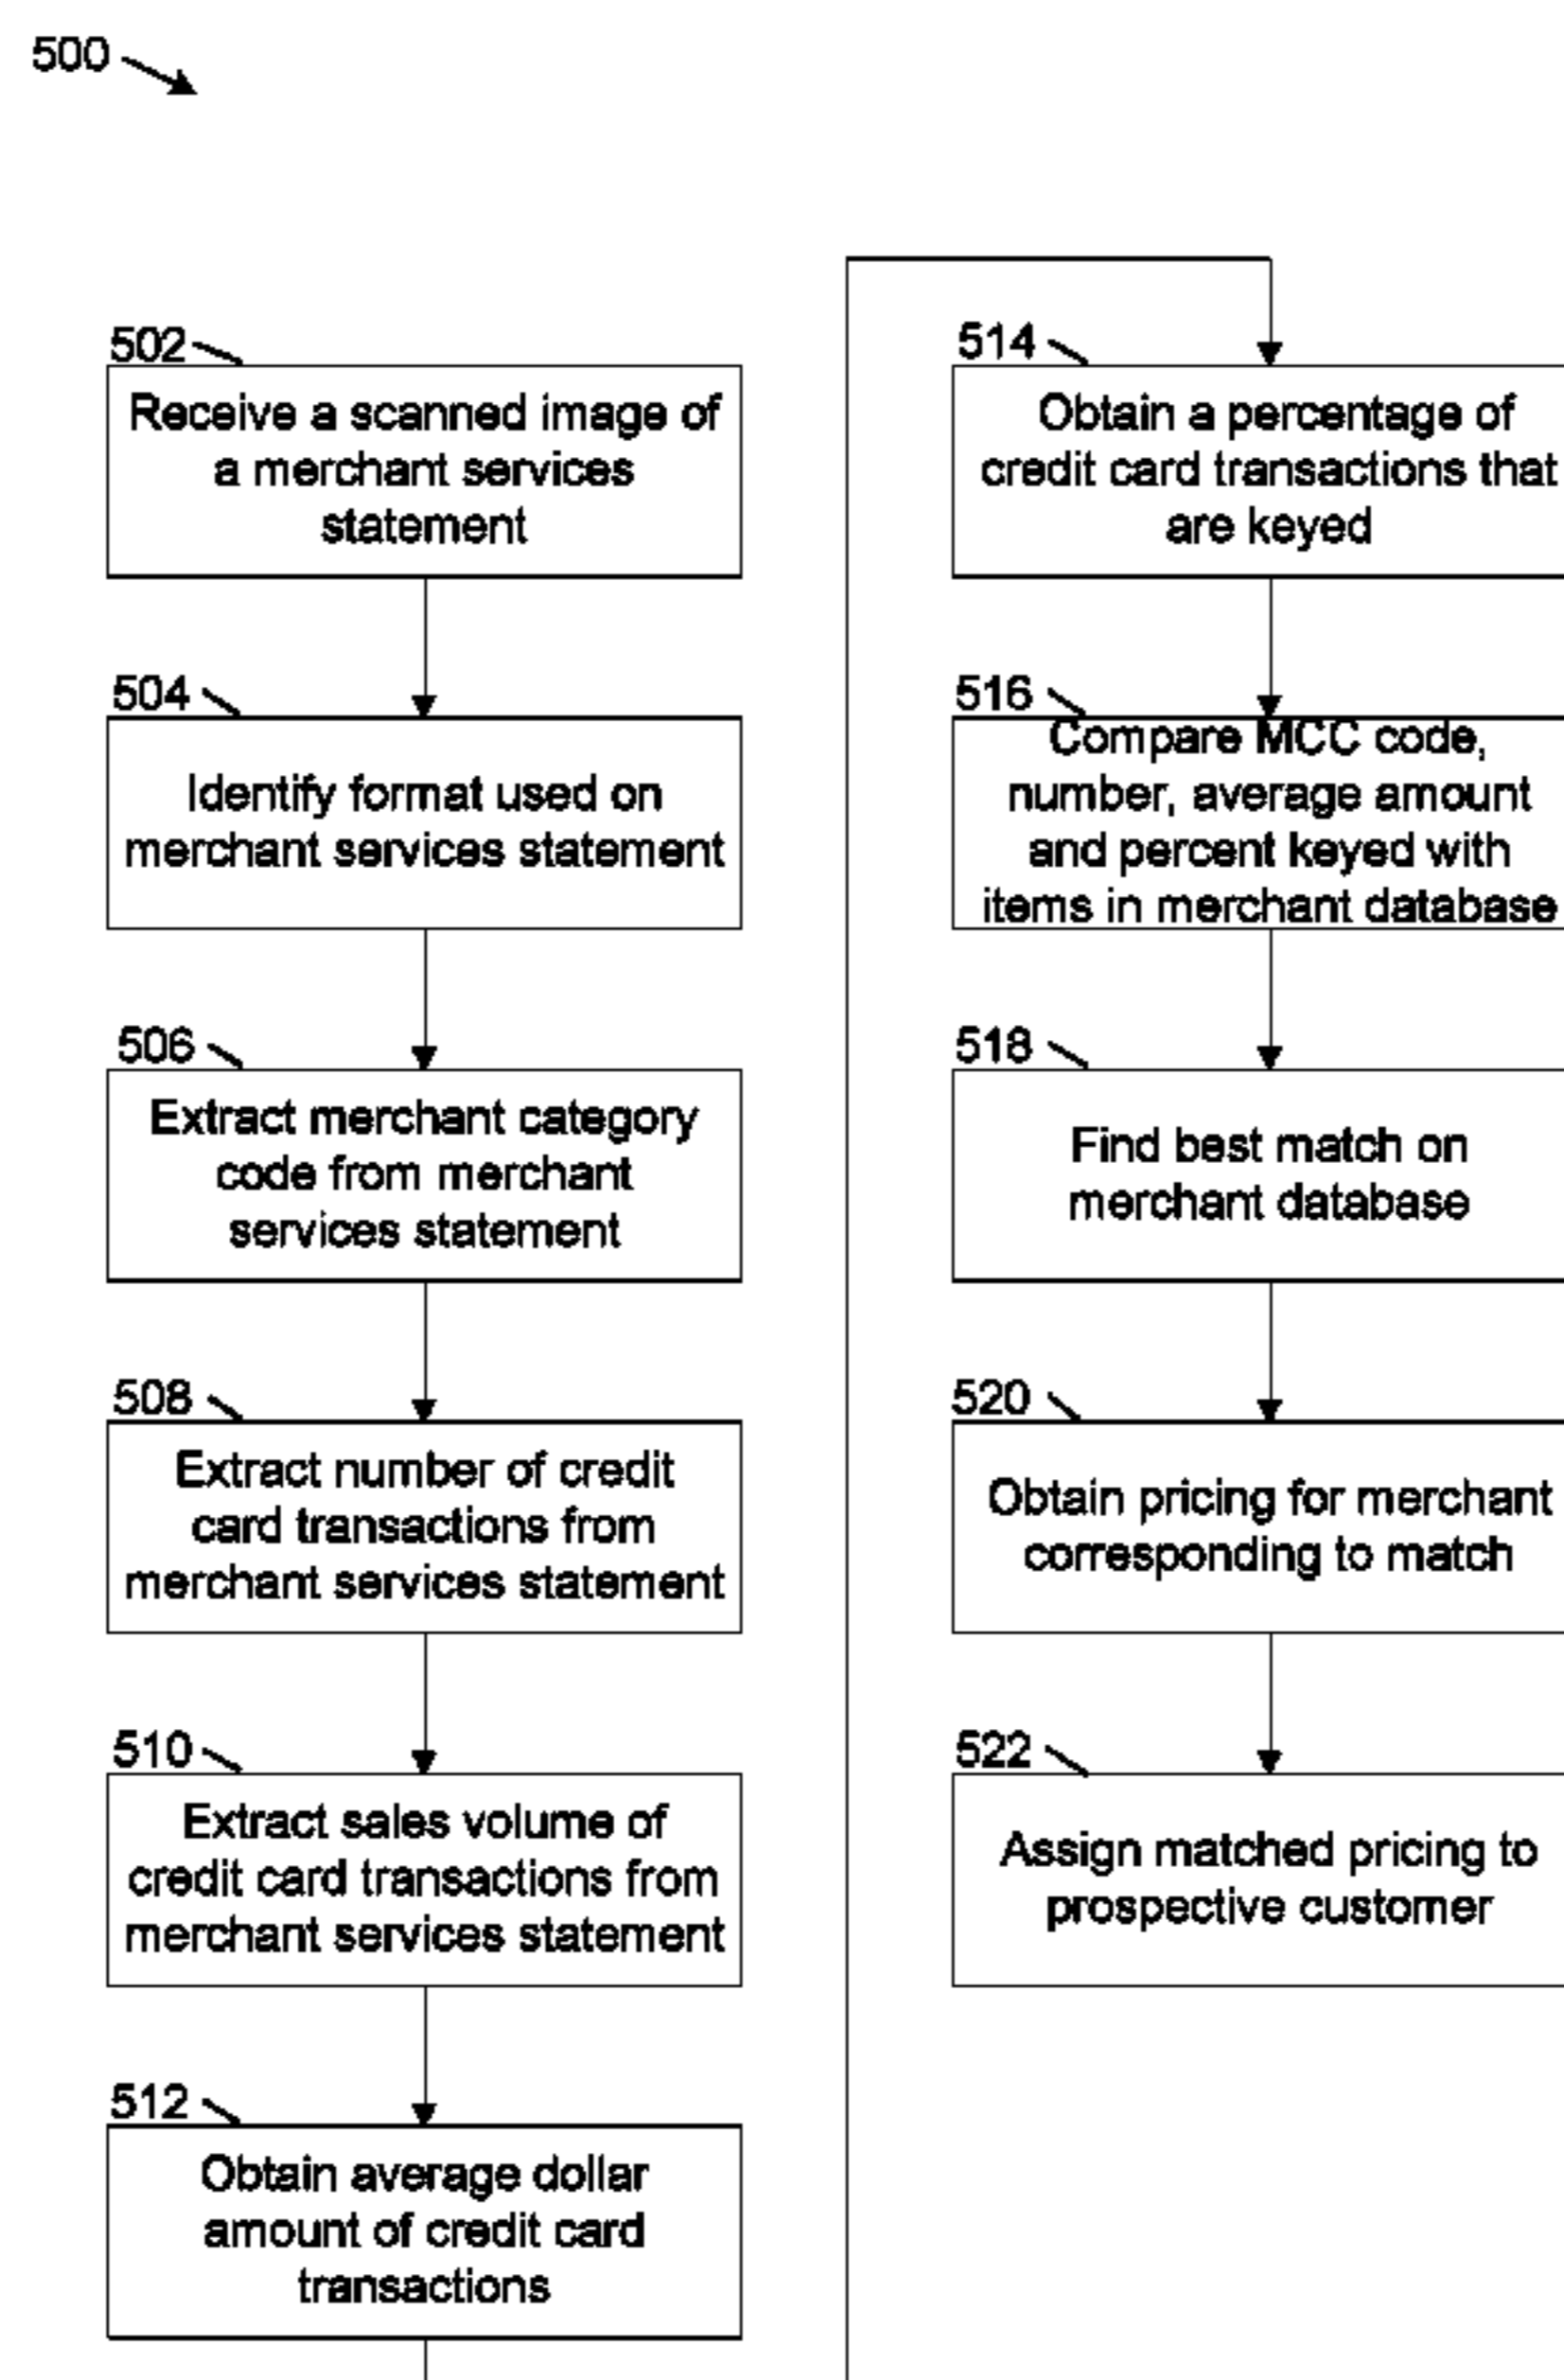 500
502
Receive a scanned image of
a merchant services
statement
504
Identify format used on
merchant services statement
506
Extract merchant category
code from merchant
services statement
508
Extract number of credit
card transactions from
merchant services statement
510
Extract sales volume of
credit card transactions from
merchant services statement
512
Obtain average dollar
amount of credit card
transactions
514
Obtain a percentage of
credit card transactions that
are keyed
516
Compare MCC code,
number, average amount
and percent keyed with
items in merchant database
518
Find best match on
merchant database
520
Obtain pricing for merchant
corresponding to match
522
Assign matched pricing to
prospective customer